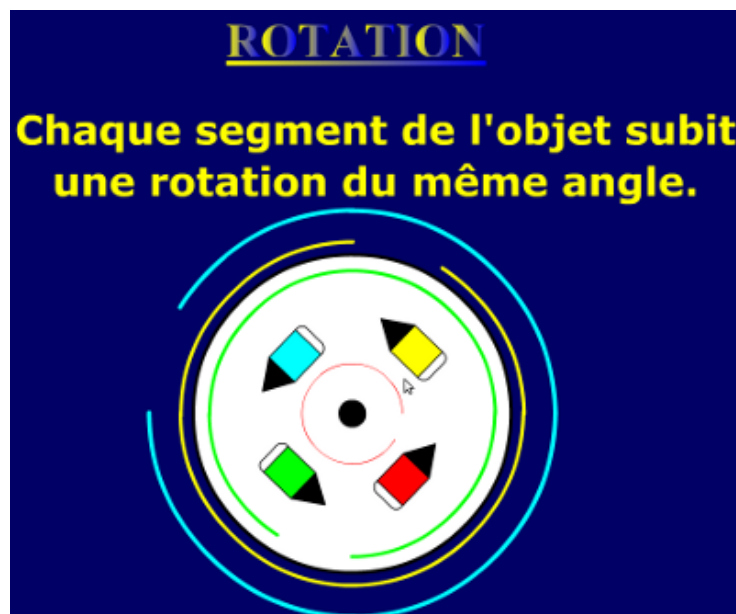 ROTATION
Chaque segment de l'objet subit
une rotation du même angle.